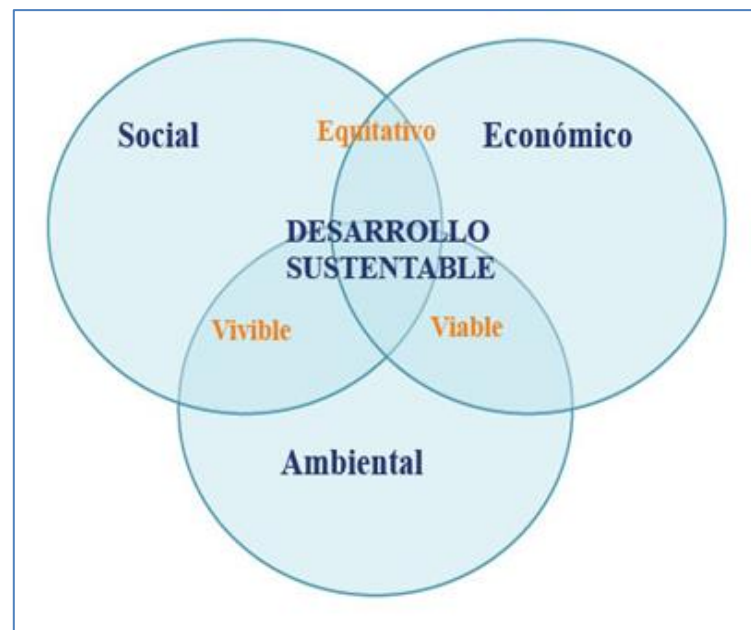 Social
Equitativo
Económico
DESARROLLO
SUSTENTABLE
Vivible
Viable
Ambiental